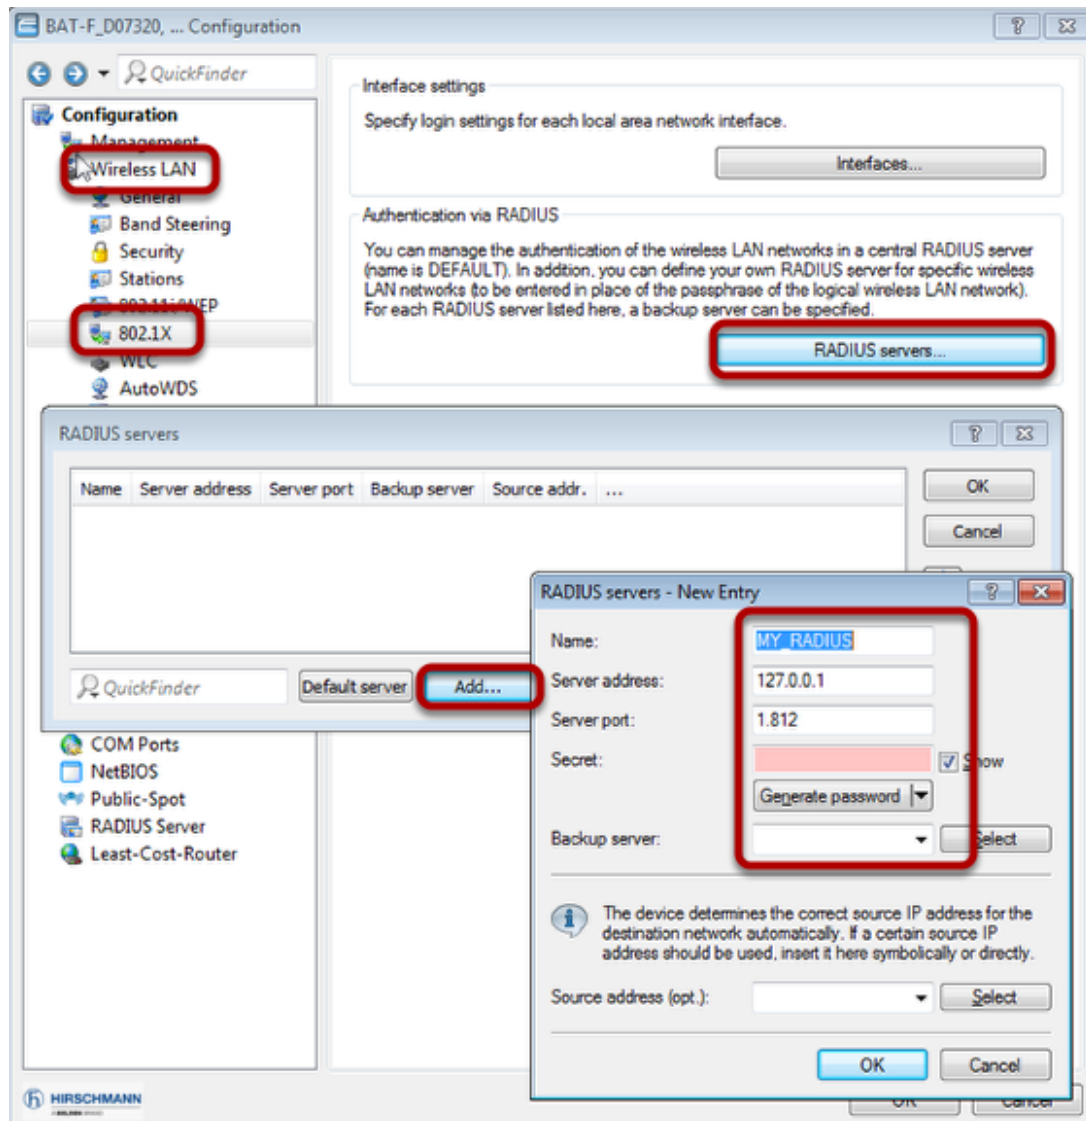 BAT-F_D07320, ... Configuration
QuickFinder
Configuration
Management
Wireless LAN
General
Band Steering
Security
Stations
802.11i/WEP
802.1X
WLC
AutoWDS
Interface settings
Specify login settings for each local area network interface.
Interfaces...
Authentication via RADIUS
You can manage the authentication of the wireless LAN networks in a central RADIUS server
(name is DEFAULT). In addition, you can define your own RADIUS server for specific wireless
LAN networks (to be entered in place of the passphrase of the logical wireless LAN network).
For each RADIUS server listed here, a backup server can be specified.
RADIUS servers...
RADIUS servers
Name Server address Server port Backup server Source addr. ...
OK
Cancel
QuickFinder
Default server
Add...
RADIUS servers - New Entry
Name: MY_RADIUS
Server address: 127.0.0.1
Server port: 1.812
Secret: Show
Generate password
Backup server: Select
The device determines the correct source IP address for the
destination network automatically. If a certain source IP
address should be used, insert it here symbolically or directly.
Source address (opt.): Select
OK Cancel
COM Ports
NetBIOS
Public-Spot
RADIUS Server
Least-Cost-Router
HIRSCHMANN
A BELDEN BRAND
OK Cancel